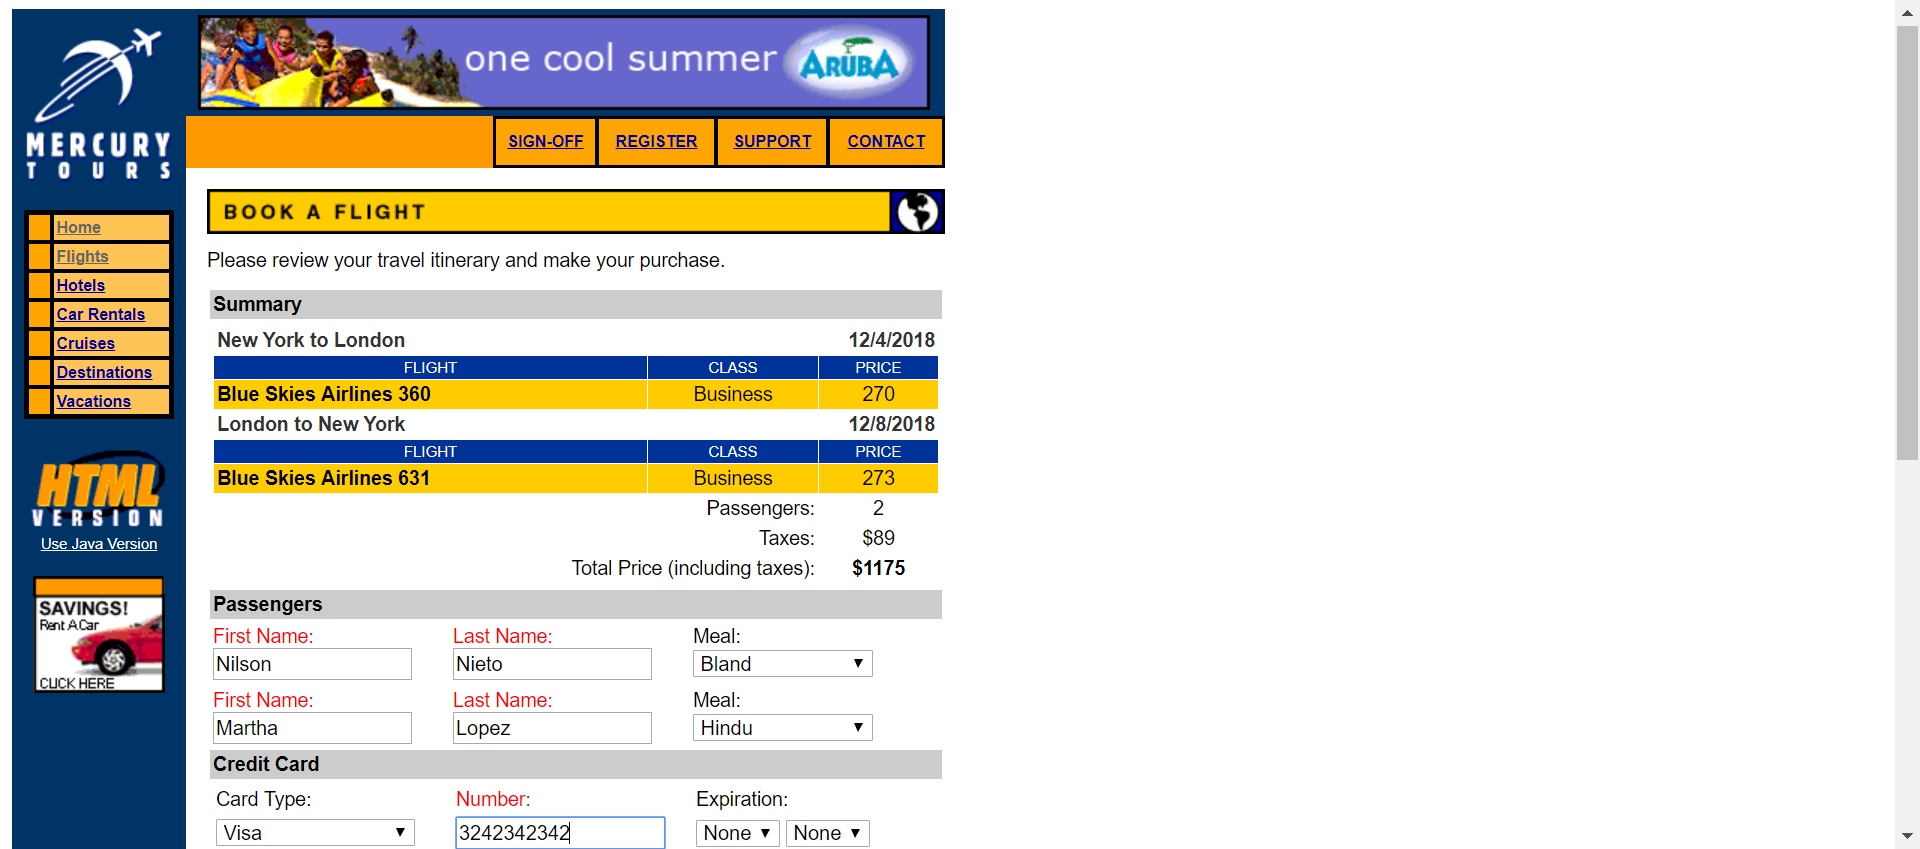 one cool summer ARUBA
MERCURY
TOURS
SIGN-OFF REGISTER SUPPORT CONTACT
Home
Flights
Hotels
Car Rentals
Cruises
Destinations
Vacations
HTML
VERSION
Use Java Version
SAVINGS!
Rent A Car
CLICK HERE
BOOK A FLIGHT
Please review your travel itinerary and make your purchase.
Summary
New York to London 12/4/2018
FLIGHT CLASS PRICE
Blue Skies Airlines 360 Business 270
London to New York 12/8/2018
FLIGHT CLASS PRICE
Blue Skies Airlines 631 Business 273
Passengers: 2
Taxes: $89
Total Price (including taxes): $1175
Passengers
First Name: Last Name: Meal:
Nilson Nieto Bland
First Name: Last Name: Meal:
Martha Lopez Hindu
Credit Card
Card Type: Number: Expiration:
Visa 3242342342 None None